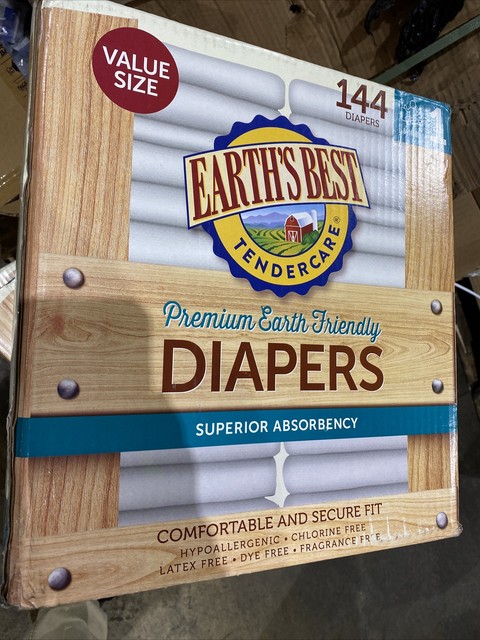 VALUE
SIZE
144
DIAPERS
1
EARTH'S BEST
TENDERCARE®
Premium Earth Friendly
DIAPERS
SUPERIOR ABSORBENCY
COMFORTABLE AND SECURE FIT
HYPOALLERGENIC • CHLORINE FREE
LATEX FREE • DYE FREE • FRAGRANCE FREE